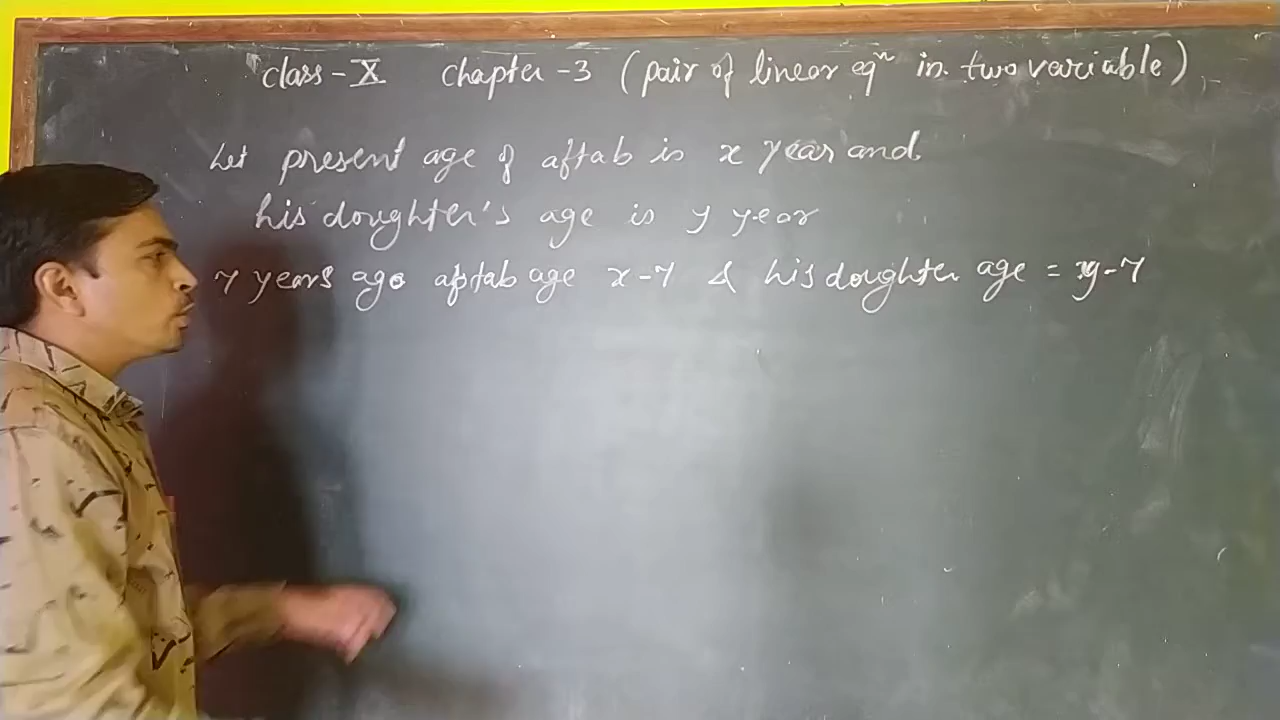 class - X chapter - 3 (pair of linear eqⁿ in two variable)
Let present age of aftab is x year and
his doughter's age is y year
7 years ago aftab age x-7 & his doughter age = y-7